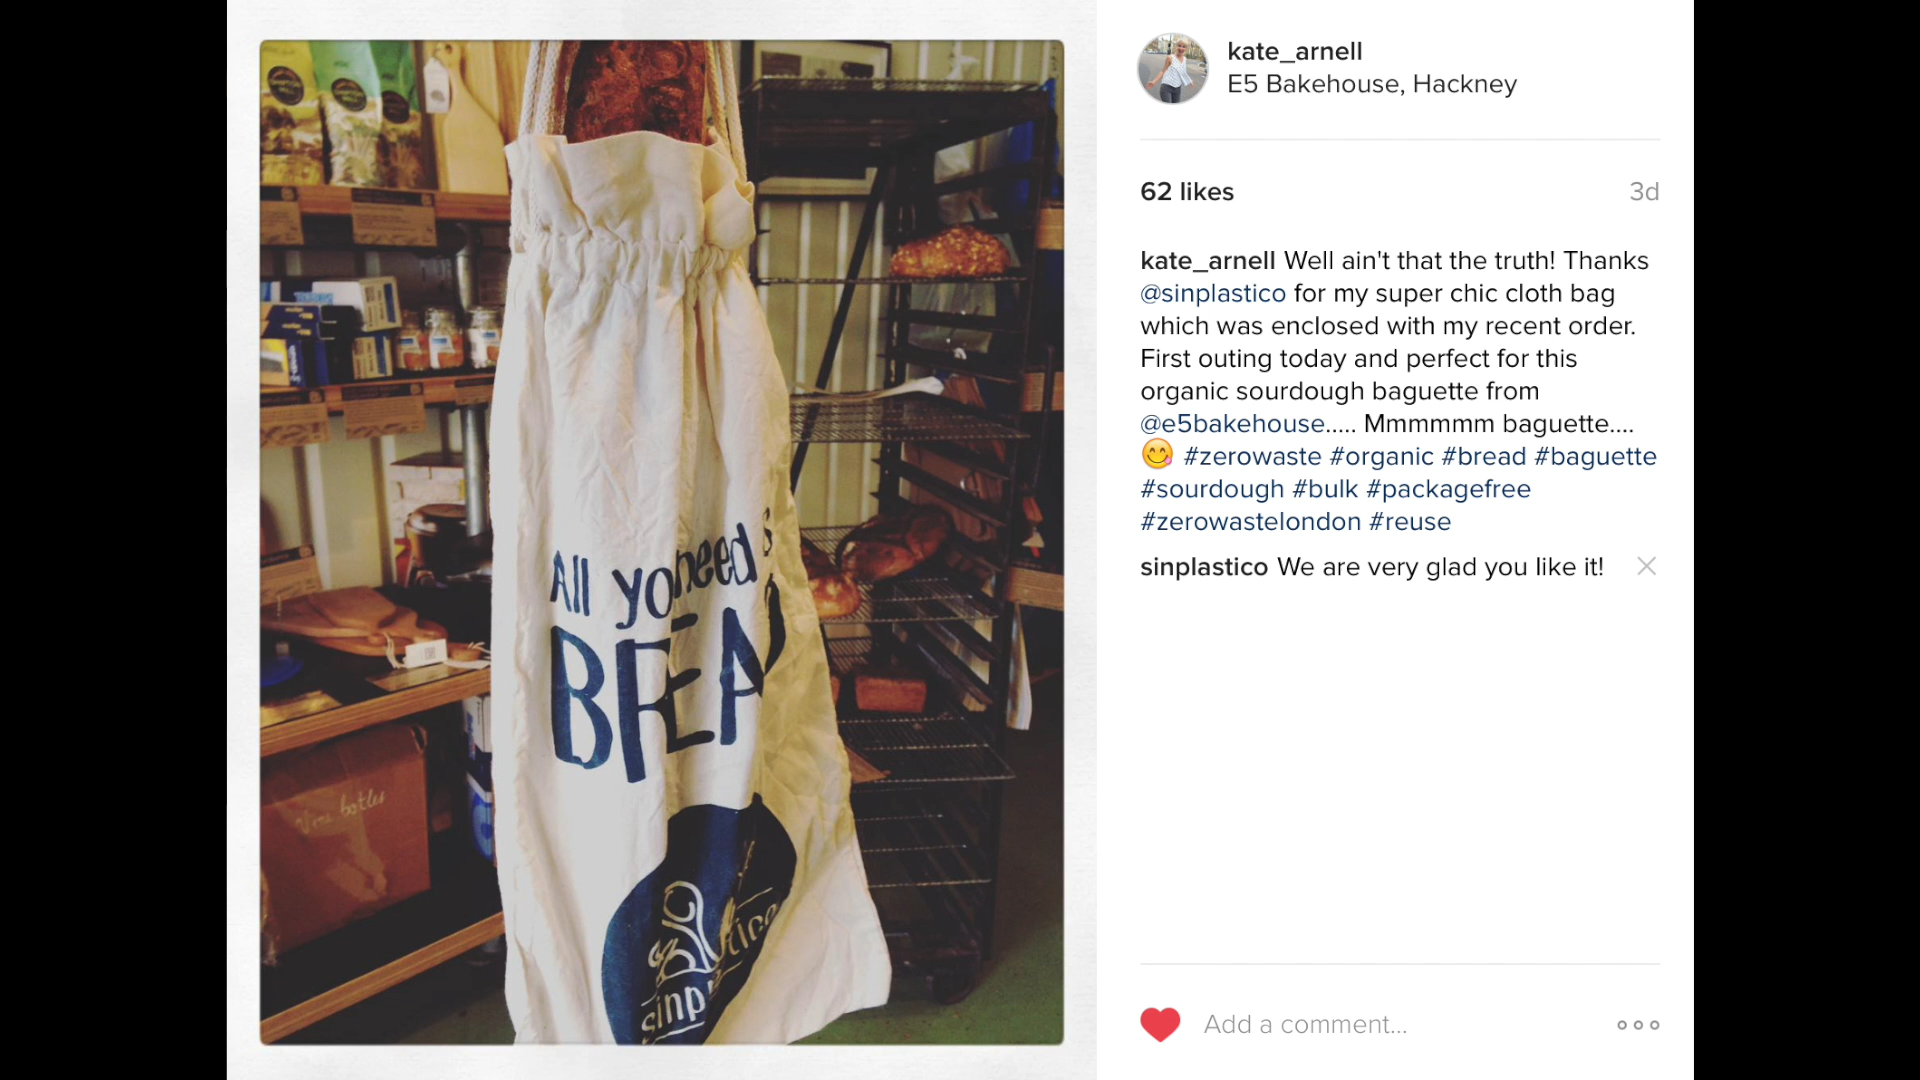 kate_arnell
E5 Bakehouse, Hackney
62 likes
3d
kate_arnell Well ain't that the truth! Thanks
@sinplastico for my super chic cloth bag
which was enclosed with my recent order.
First outing today and perfect for this
organic sourdough baguette from
@e5bakehouse..... Mmmmmm baguette....
😋 #zerowaste #organic #bread #baguette
#sourdough #bulk #packagefree
#zerowastelondon #reuse
sinplastico We are very glad you like it!
Add a comment...
All yo need s
BREA
sinp tico